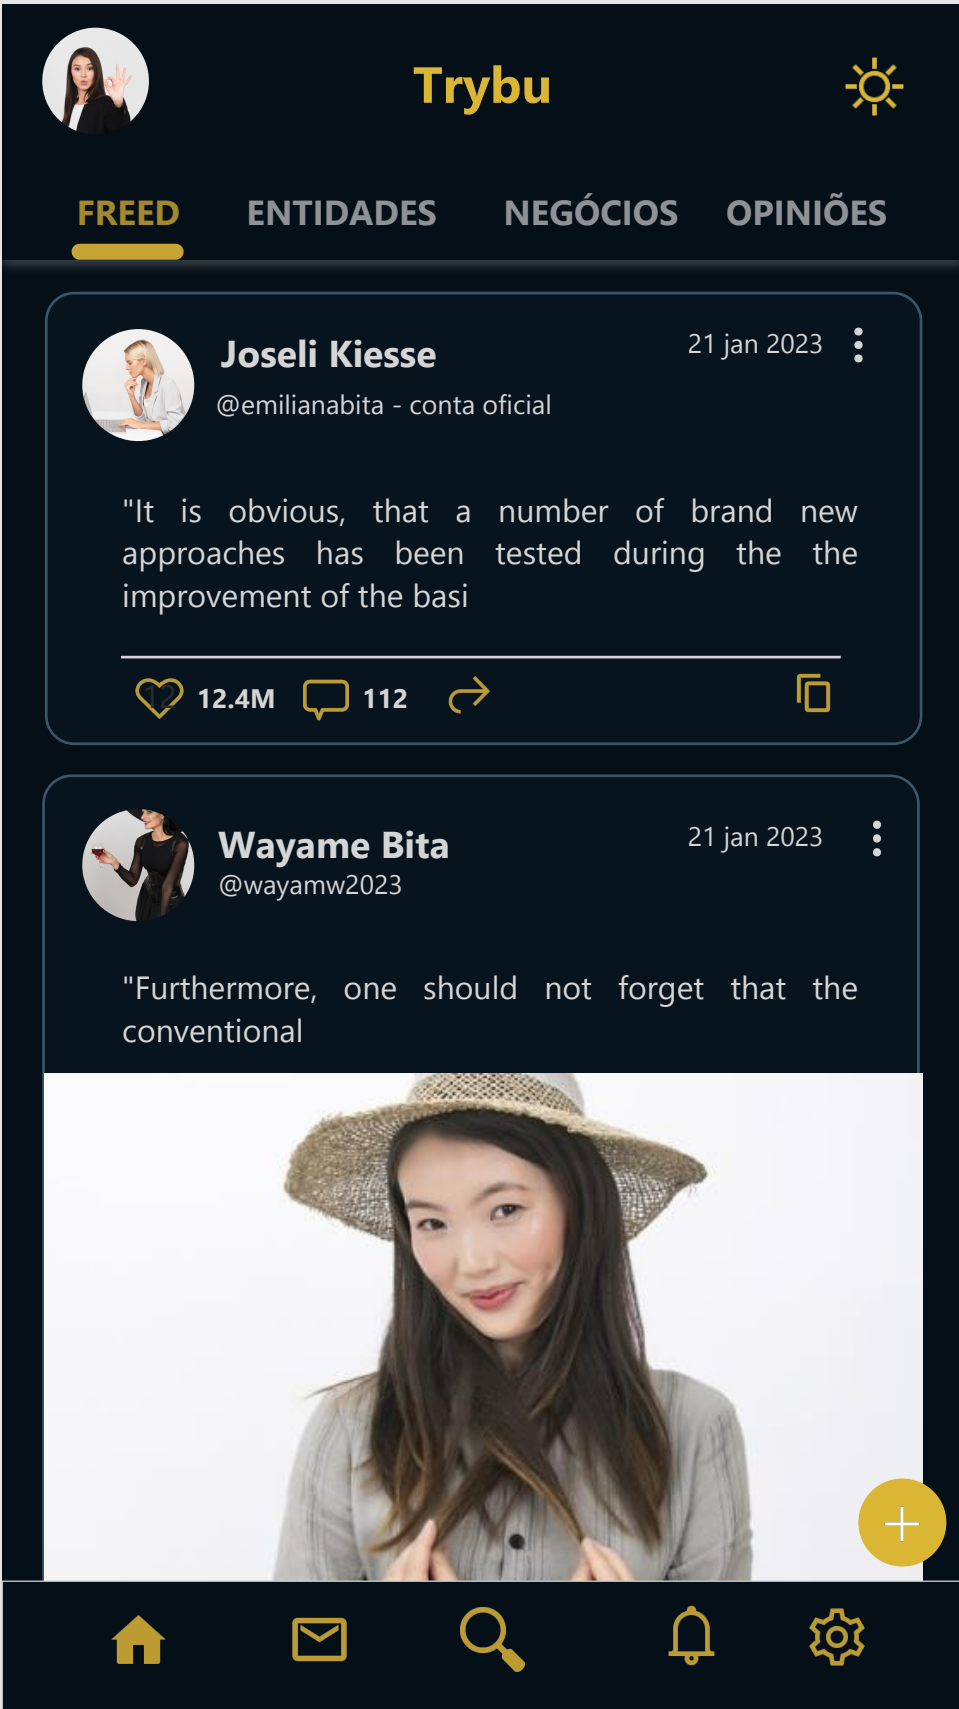 Trybu
FREED ENTIDADES NEGÓCIOS OPINIÕES
Joseli Kiesse
21 jan 2023
@emilianabita - conta oficial
"It is obvious, that a number of brand new
approaches has been tested during the the
improvement of the basi
12
12.4M 112
Wayame Bita
21 jan 2023
@wayamw2023
"Furthermore, one should not forget that the
conventional